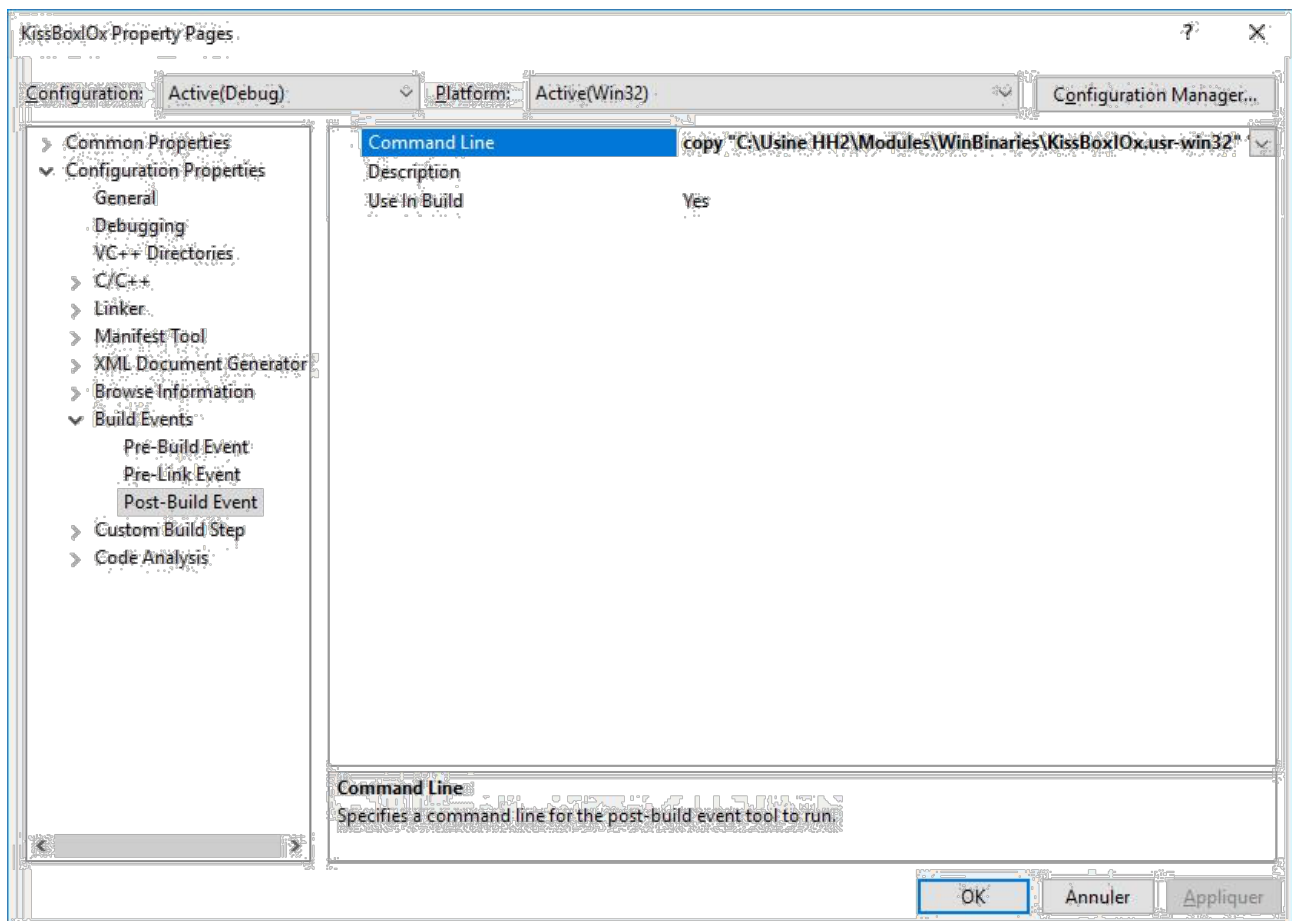 KissBoxIOx Property Pages
?
Configuration: Active(Debug) Platform: Active(Win32) Configuration Manager...
Common Properties
Configuration Properties
General
Debugging
VC++ Directories
C/C++
Linker
Manifest Tool
XML Document Generator
Browse Information
Build Events
Pre-Build Event
Pre-Link Event
Post-Build Event
Custom Build Step
Code Analysis
Command Line copy "C:\Usine HH2\Modules\WinBinaries\KissBoxIOx.usr-win32" "
Description
Use In Build Yes
Command Line
Specifies a command line for the post-build event tool to run.
OK Annuler Appliquer